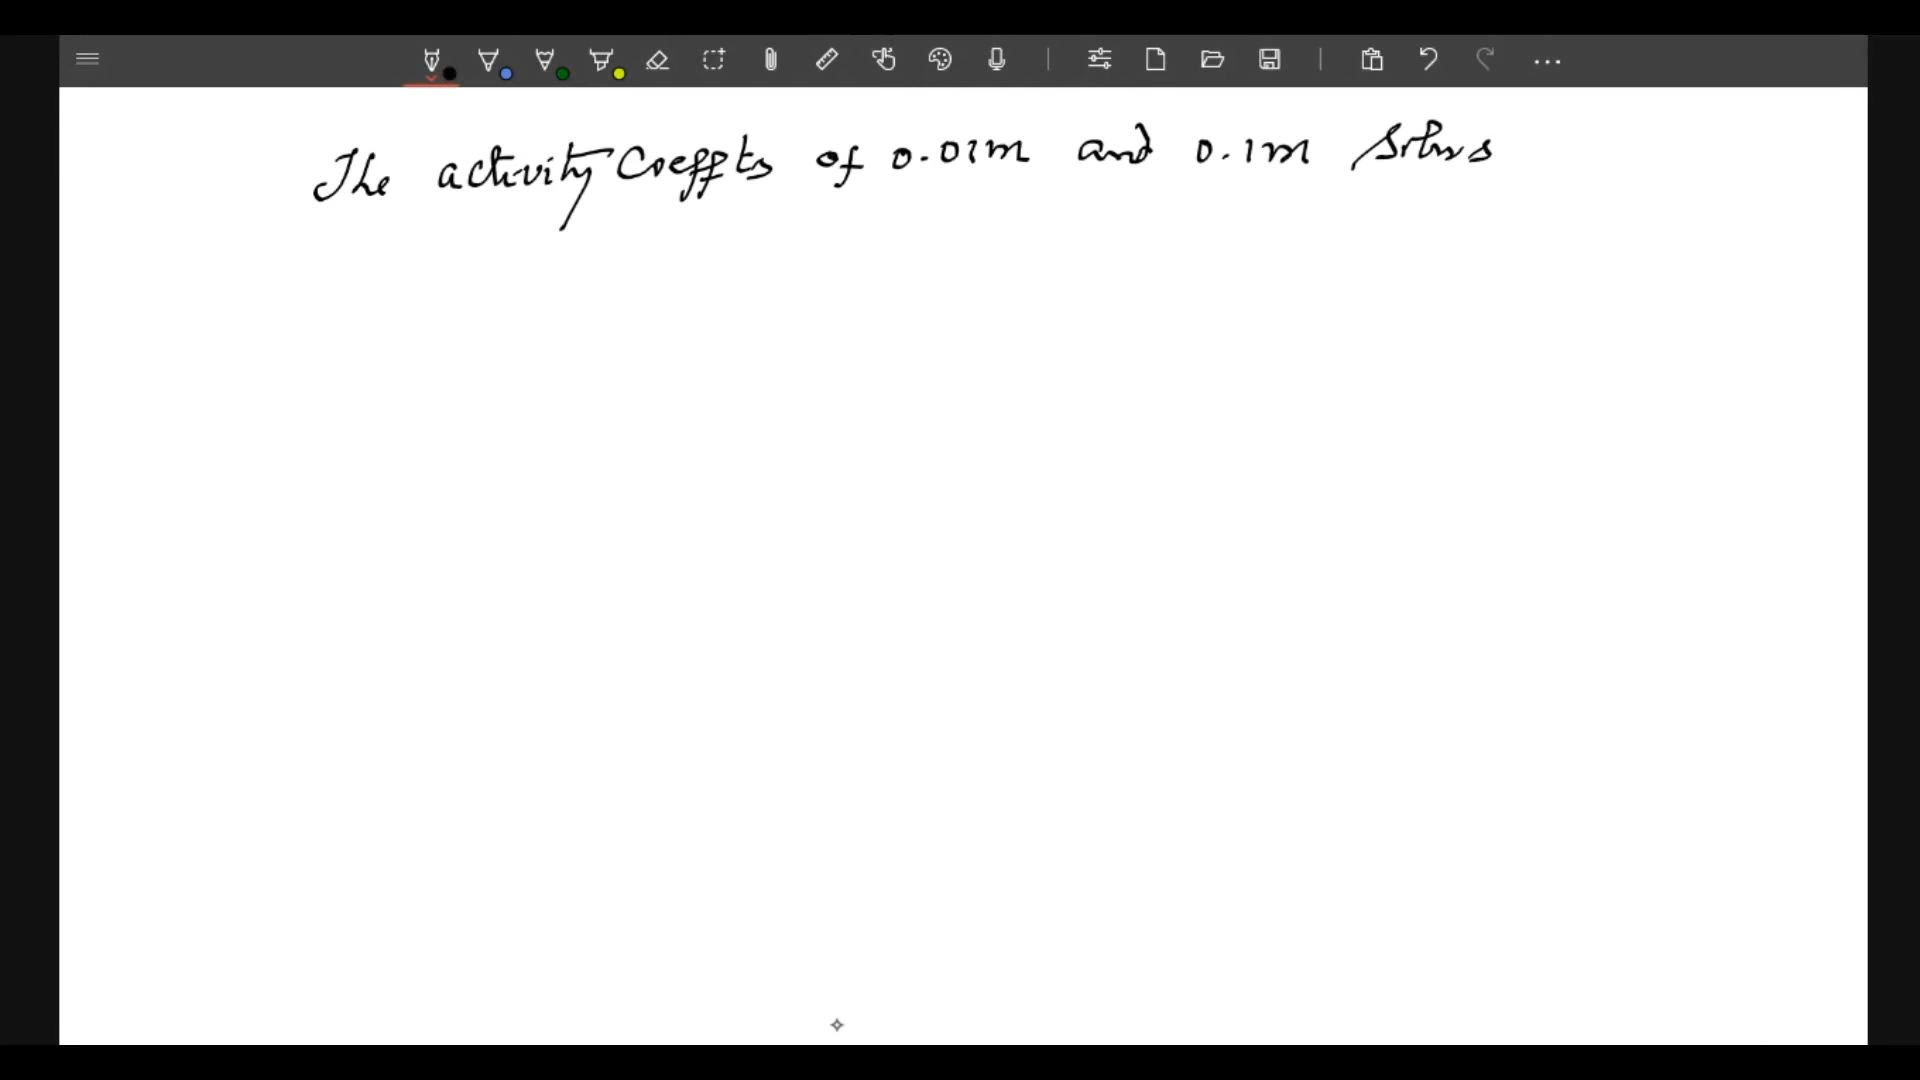 The activity Coeffts of 0.01m and 0.1m Solns